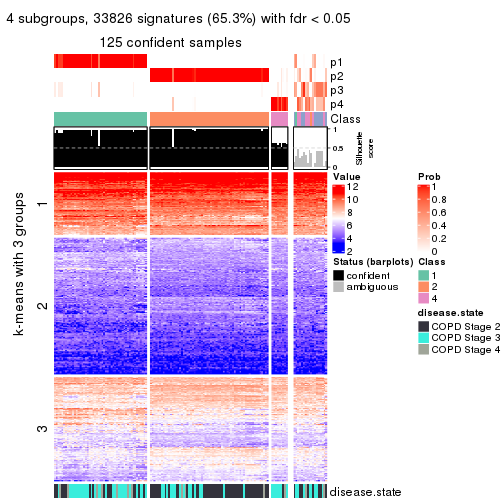 4 subgroups, 33826 signatures (65.3%) with fdr < 0.05
125 confident samples
p1
p2
p3
p4
Class
1
0.5
0
Silhouette
score
k-means with 3 groups
1
2
3
Value
12
10
8
6
4
2
Prob
1
0.8
0.6
0.4
0.2
0
Status (barplots)
confident
ambiguous
Class
1
2
4
disease.state
COPD Stage 2
COPD Stage 3
COPD Stage 4
disease.state